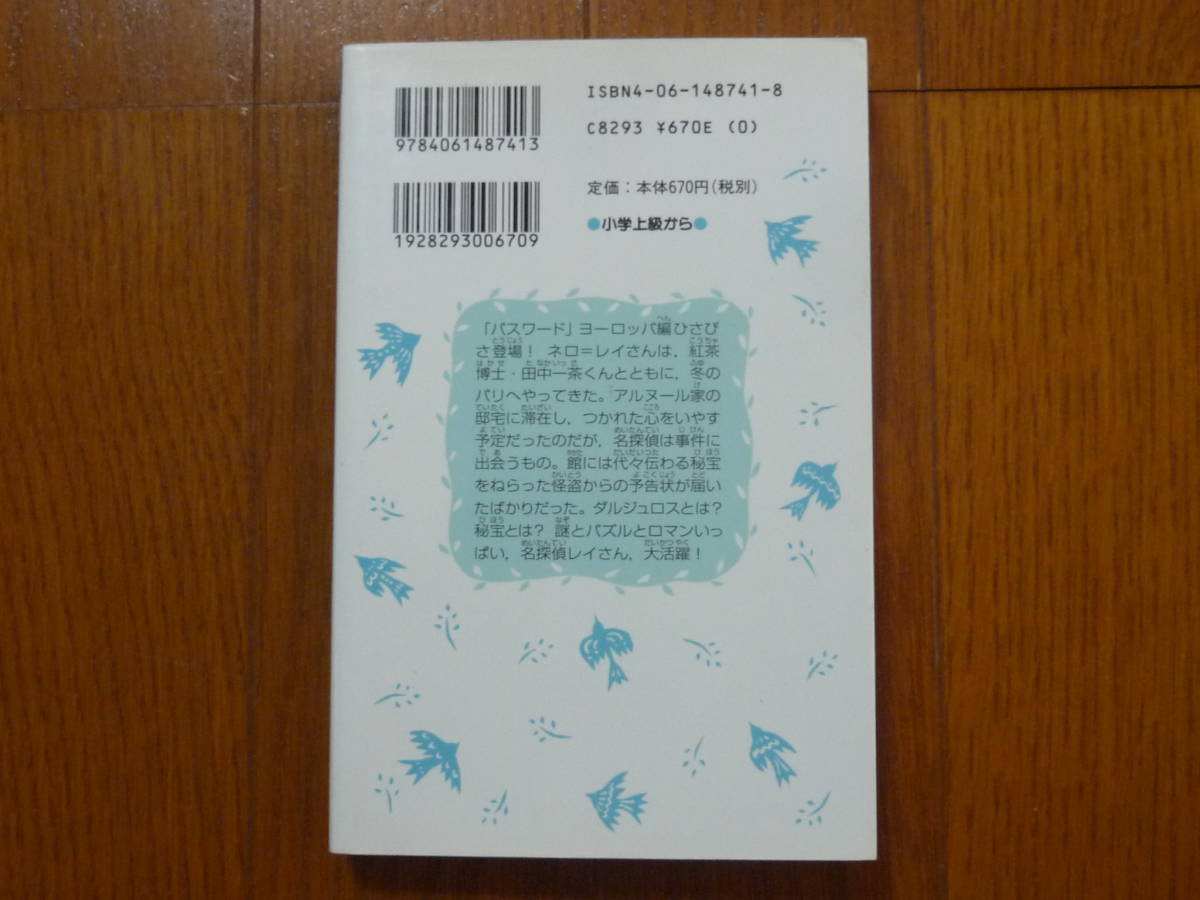 ISBN4-06-148741-8
C8293 ¥670E (0)
9784061487413
定価：本体670円（税別）
1928293006709
●小学上級から●
「パスワード」ヨーロッパ編ひさび
さ登場！ ネロ＝レイさんは，紅茶
博士・田中一茶くんとともに，冬の
パリへやってきた。アルヌール家の
邸宅に滞在し，つかれた心をいやす
予定だったのだが，名探偵は事件に
出会うもの。館には代々伝わる秘宝
をねらった怪盗からの予告状が届い
たばかりだった。ダルジュロスとは？
秘宝とは？ 謎とパズルとロマンいっ
ぱい，名探偵レイさん，大活躍！